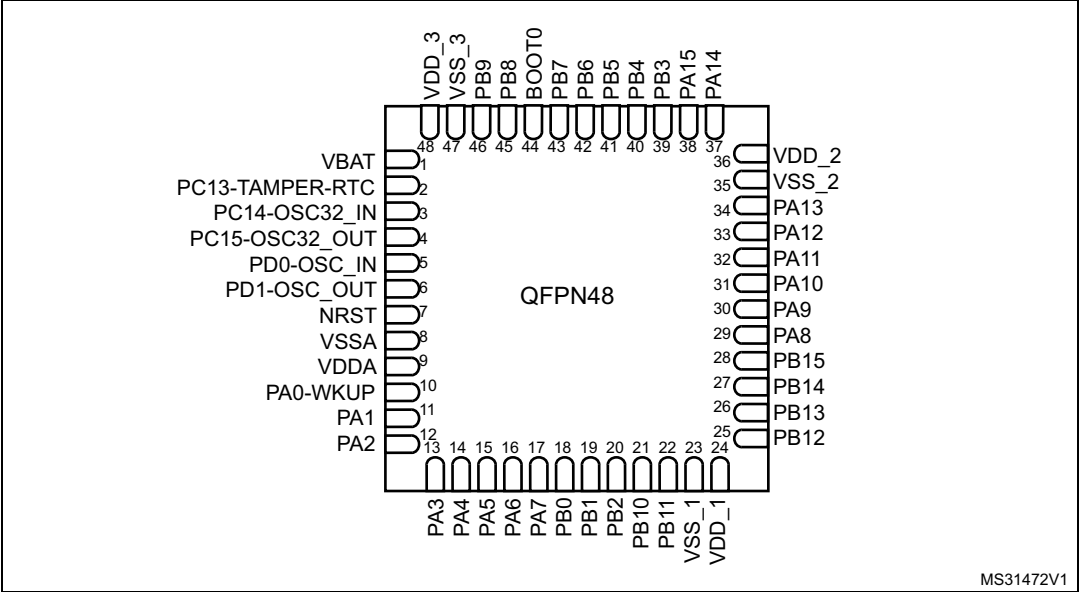 VDD_3
VSS_3
PB9
PB8
BOOT0
PB7
PB6
PB5
PB4
PB3
PA15
PA14
48 47 46 45 44 43 42 41 40 39 38 37
VBAT 1
PC13-TAMPER-RTC 2
PC14-OSC32_IN 3
PC15-OSC32_OUT 4
PD0-OSC_IN 5
PD1-OSC_OUT 6
NRST 7
VSSA 8
VDDA 9
PA0-WKUP 10
PA1 11
PA2 12
QFPN48
36 VDD_2
35 VSS_2
34 PA13
33 PA12
32 PA11
31 PA10
30 PA9
29 PA8
28 PB15
27 PB14
26 PB13
25 PB12
13 14 15 16 17 18 19 20 21 22 23 24
PA3
PA4
PA5
PA6
PA7
PB0
PB1
PB2
PB10
PB11
VSS_1
VDD_1
MS31472V1